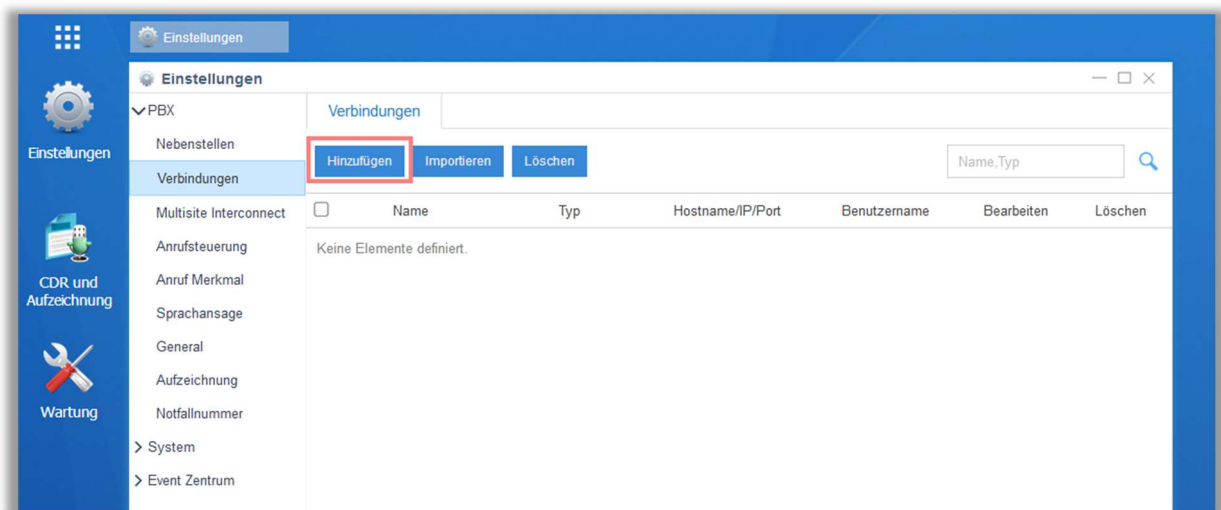 Einstellungen
Einstellungen
Einstellungen
CDR und
Aufzeichnung
Wartung
PBX
Nebenstellen
Verbindungen
Multisite Interconnect
Anrufsteuerung
Anruf Merkmal
Sprachansage
General
Aufzeichnung
Notfallnummer
System
Event Zentrum
Verbindungen
Hinzufügen Importieren Löschen Name,Typ
Name Typ Hostname/IP/Port Benutzername Bearbeiten Löschen
Keine Elemente definiert.